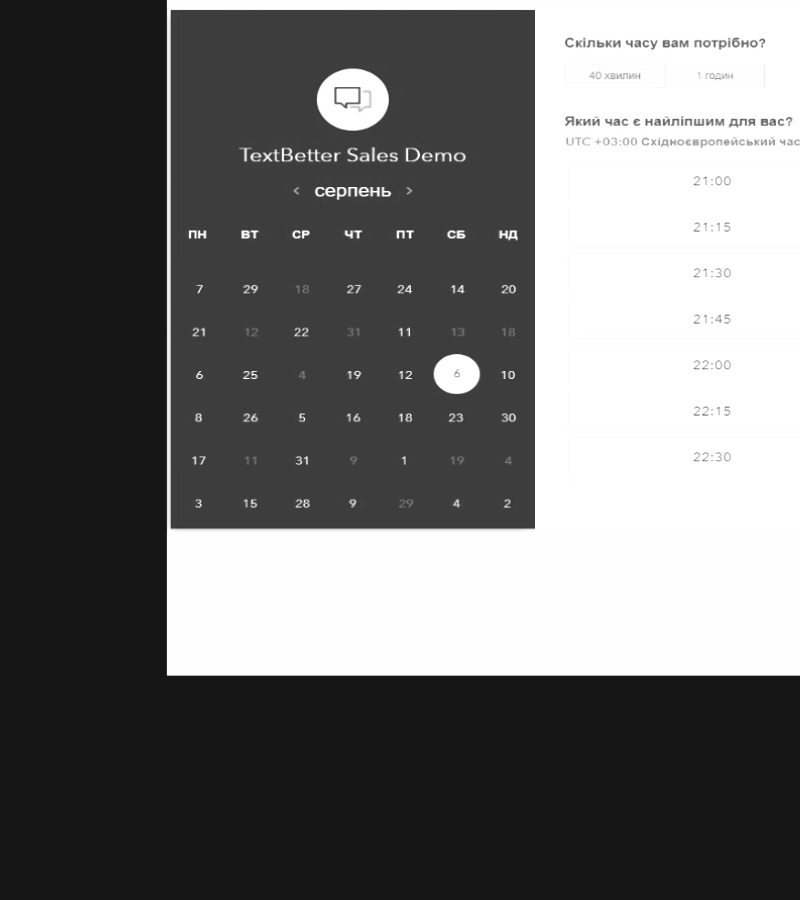 TextBetter Sales Demo
< серпень >
ПН ВТ СР ЧТ ПТ СБ НД
7 29 18 27 24 14 20
21 12 22 31 11 13 18
6 25 4 19 12 6 10
8 26 5 16 18 23 30
17 11 31 9 1 19 4
3 15 28 9 29 4 2
Скільки часу вам потрібно?
40 хвилин 1 годин
Який час є найліпшим для вас?
UTC +03:00 Східноєвропейський час
21:00
21:15
21:30
21:45
22:00
22:15
22:30